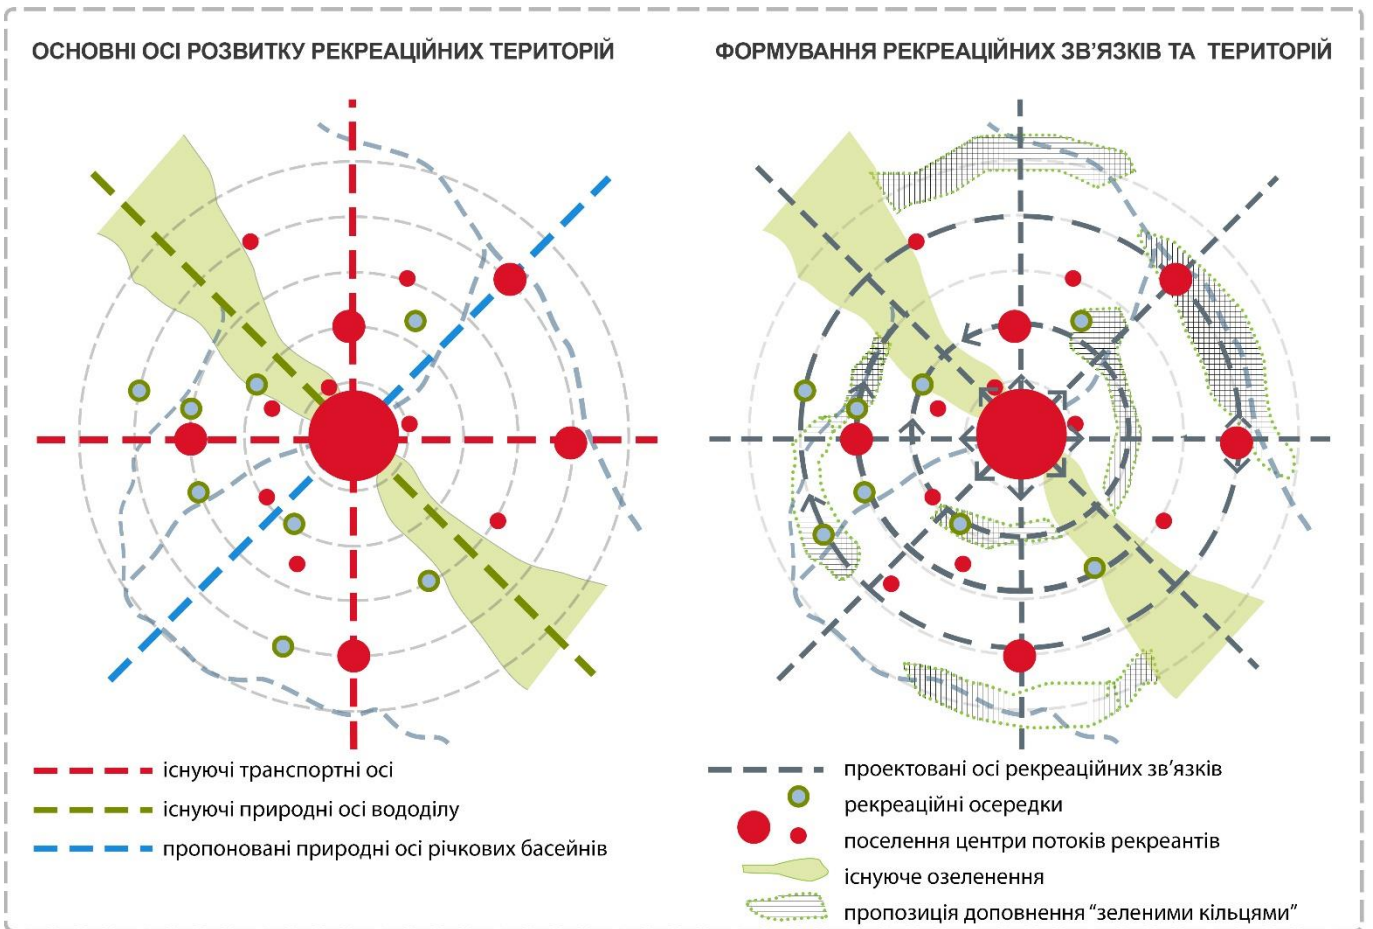 ОСНОВНІ ОСІ РОЗВИТКУ РЕКРЕАЦІЙНИХ ТЕРИТОРІЙ
ФОРМУВАННЯ РЕКРЕАЦІЙНИХ ЗВ'ЯЗКІВ ТА ТЕРИТОРІЙ
існуючі транспортні осі
існуючі природні осі вододілу
пропоновані природні осі річкових басейнів
проектовані осі рекреаційних зв'язків
рекреаційні осередки
поселення центри потоків рекреантів
існуюче озеленення
пропозиція доповнення “зеленими кільцями”